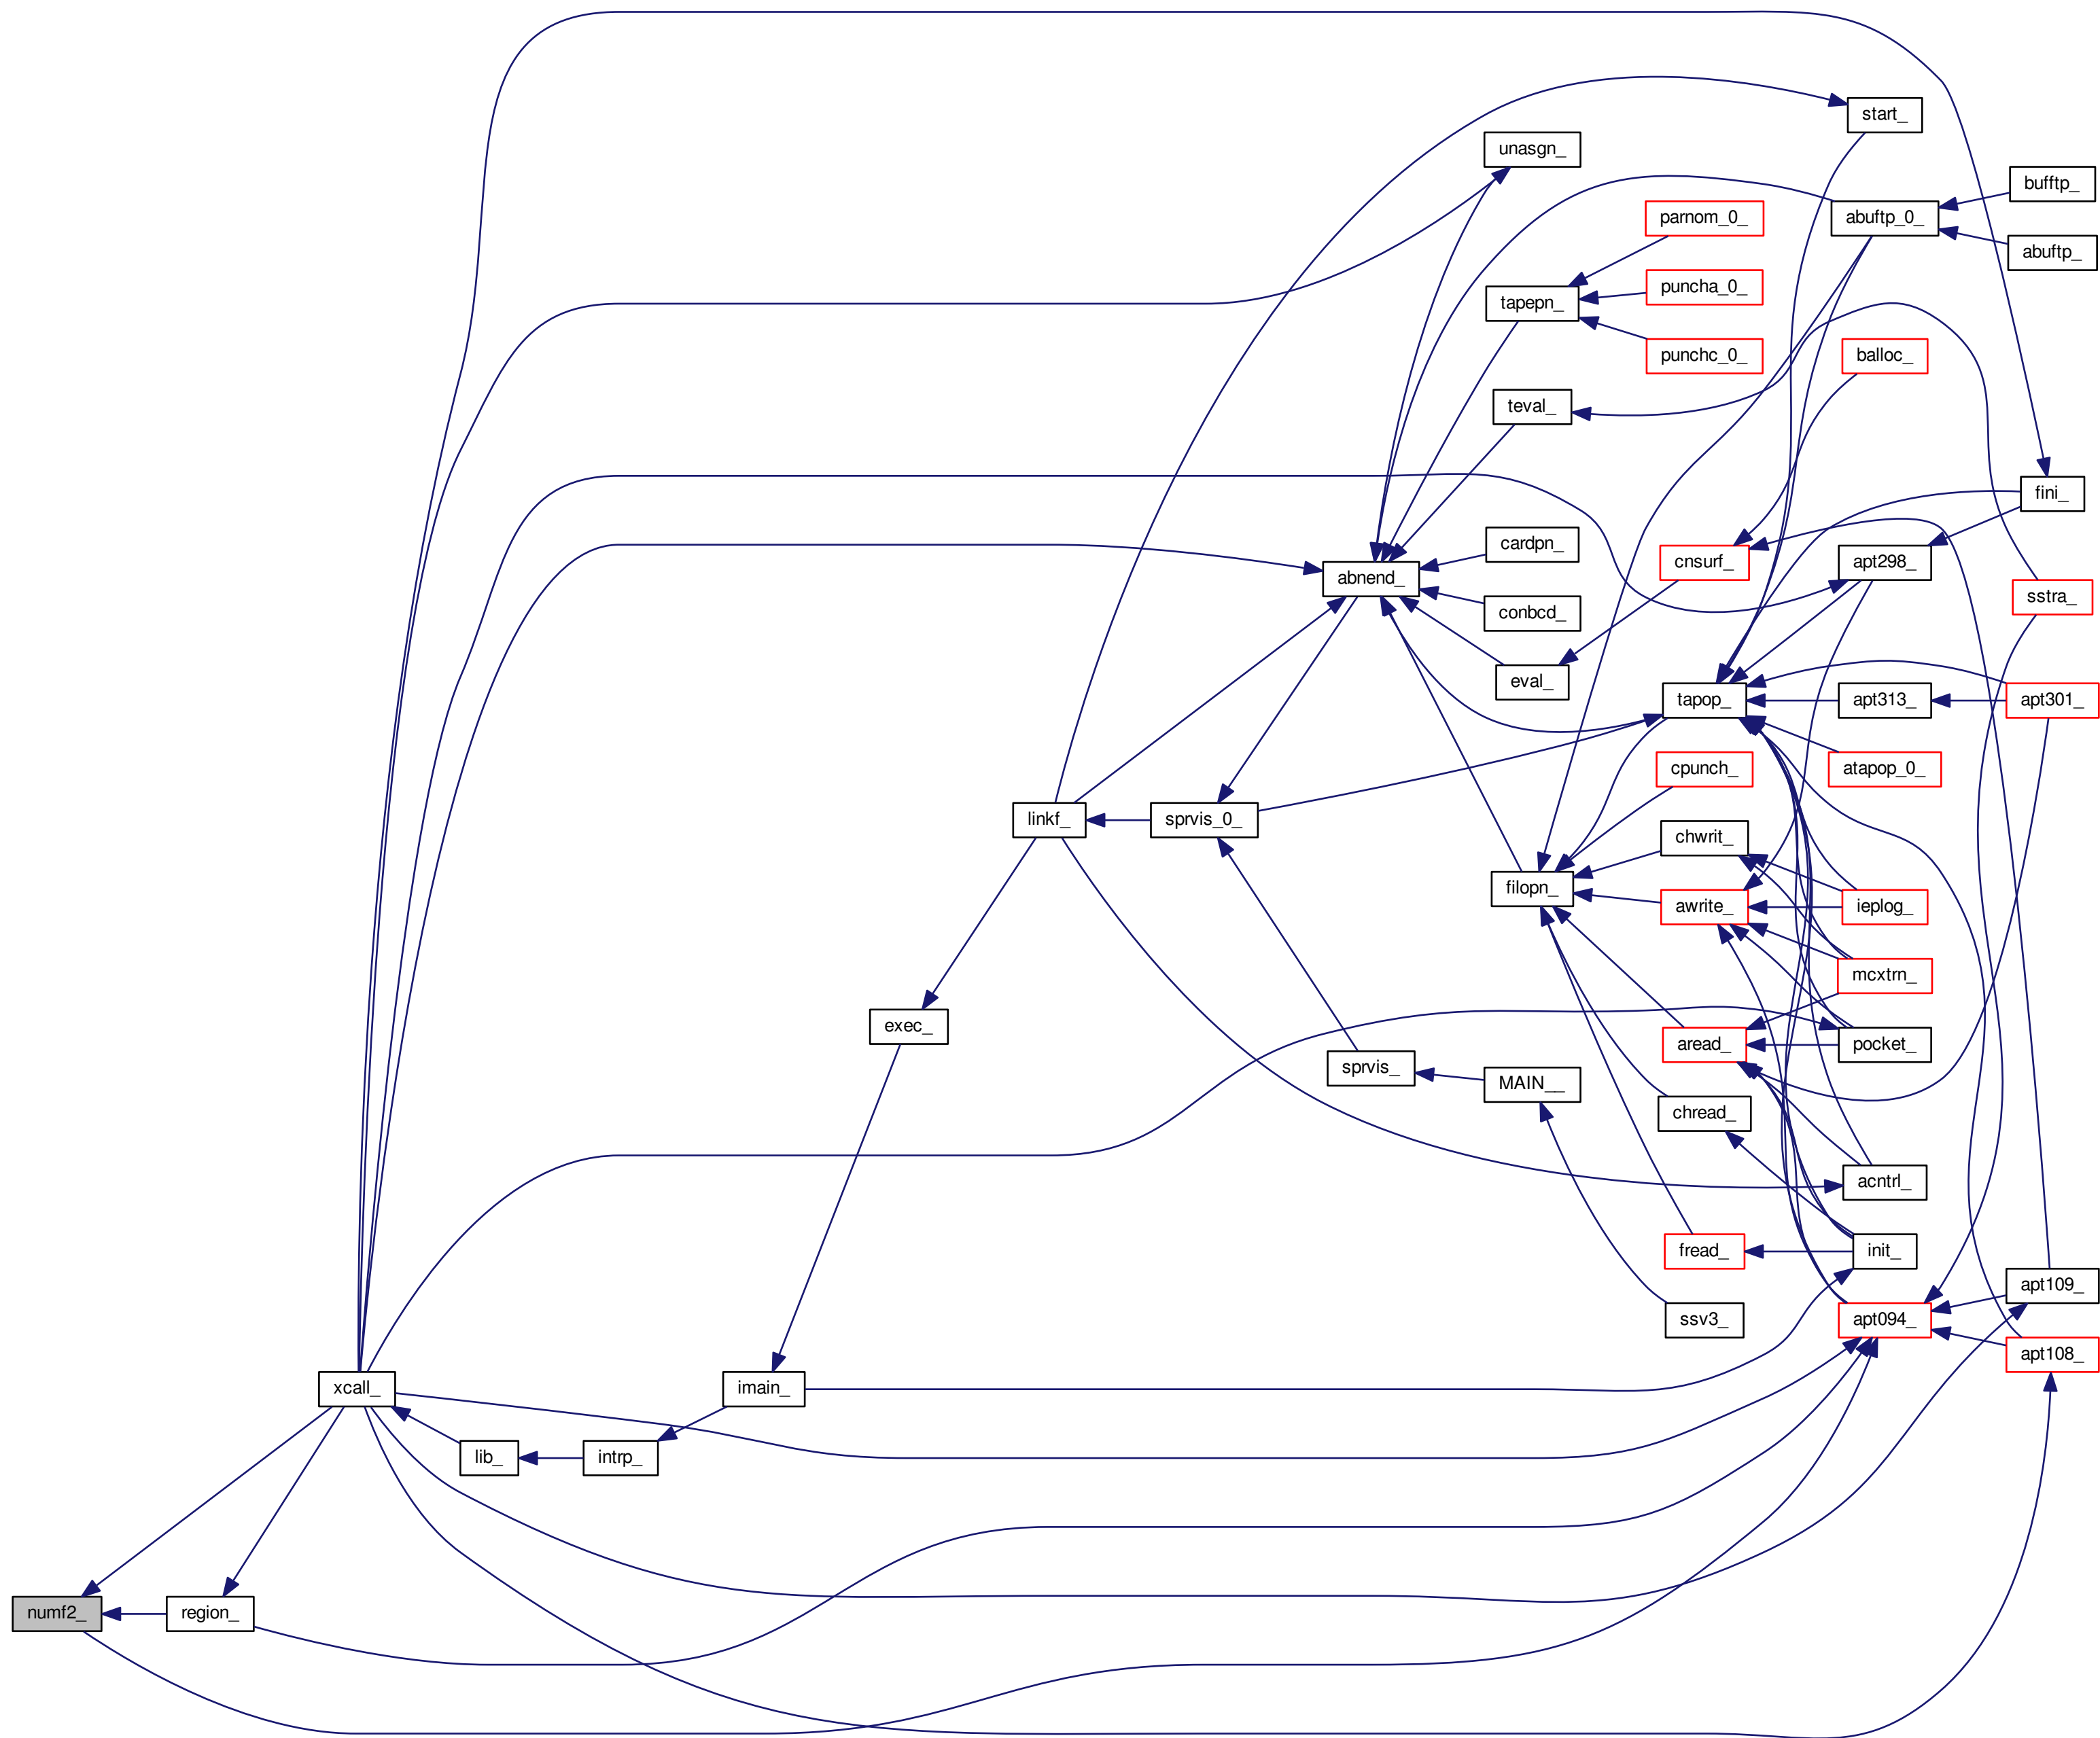 start_
unasgn_
bufftp_
parnom_0_
abuftp_0_
abuftp_
puncha_0_
tapepn_
punchc_0_
balloc_
teval_
fini_
cardpn_
cnsurf_
apt298_
abnend_
sstra_
conbcd_
eval_
tapop_
apt313_
apt301_
cpunch_
atapop_0_
linkf_
sprvis_0_
chwrit_
filopn_
awrite_
ieplog_
mcxtrn_
exec_
aread_
pocket_
sprvis_
MAIN__
chread_
acntrl_
fread_
init_
apt109_
ssv3_
apt094_
apt108_
xcall_
imain_
lib_
intrp_
numf2_
region_